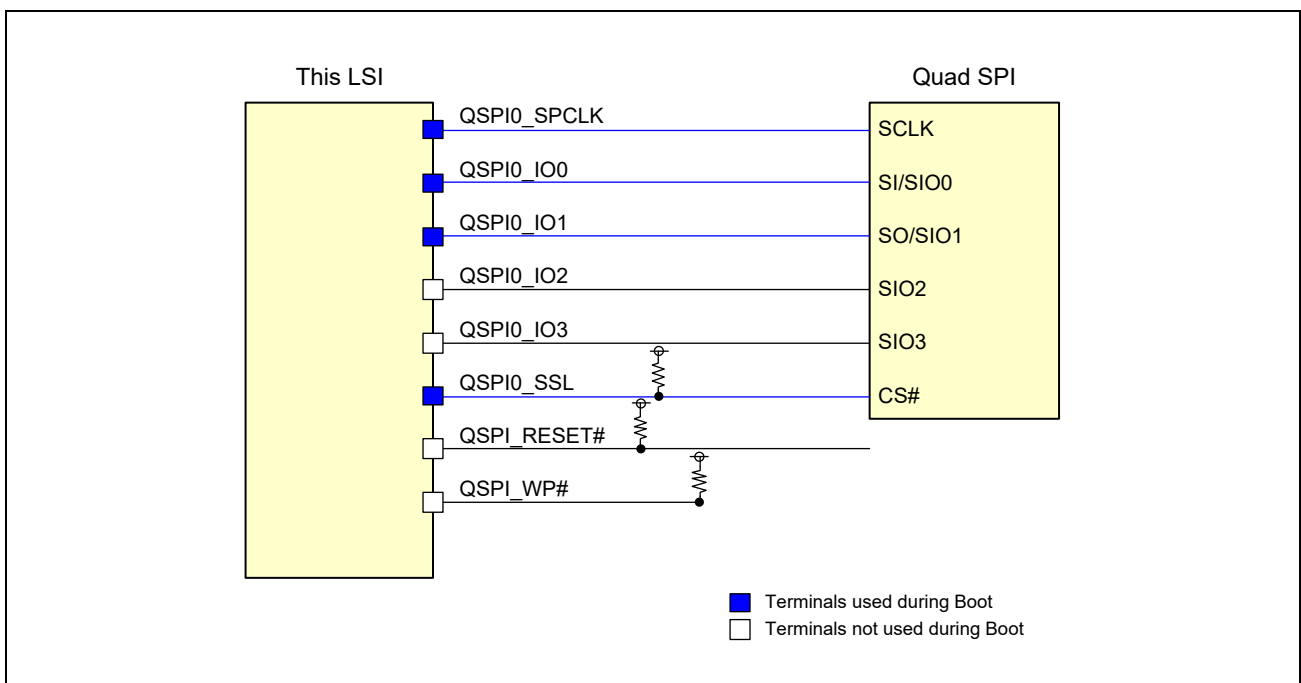 This LSI
Quad SPI
QSPI0_SPCLK
SCLK
QSPI0_IO0
SI/SIO0
QSPI0_IO1
SO/SIO1
QSPI0_IO2
SIO2
QSPI0_IO3
SIO3
QSPI0_SSL
CS#
QSPI_RESET#
QSPI_WP#
Terminals used during Boot
Terminals not used during Boot